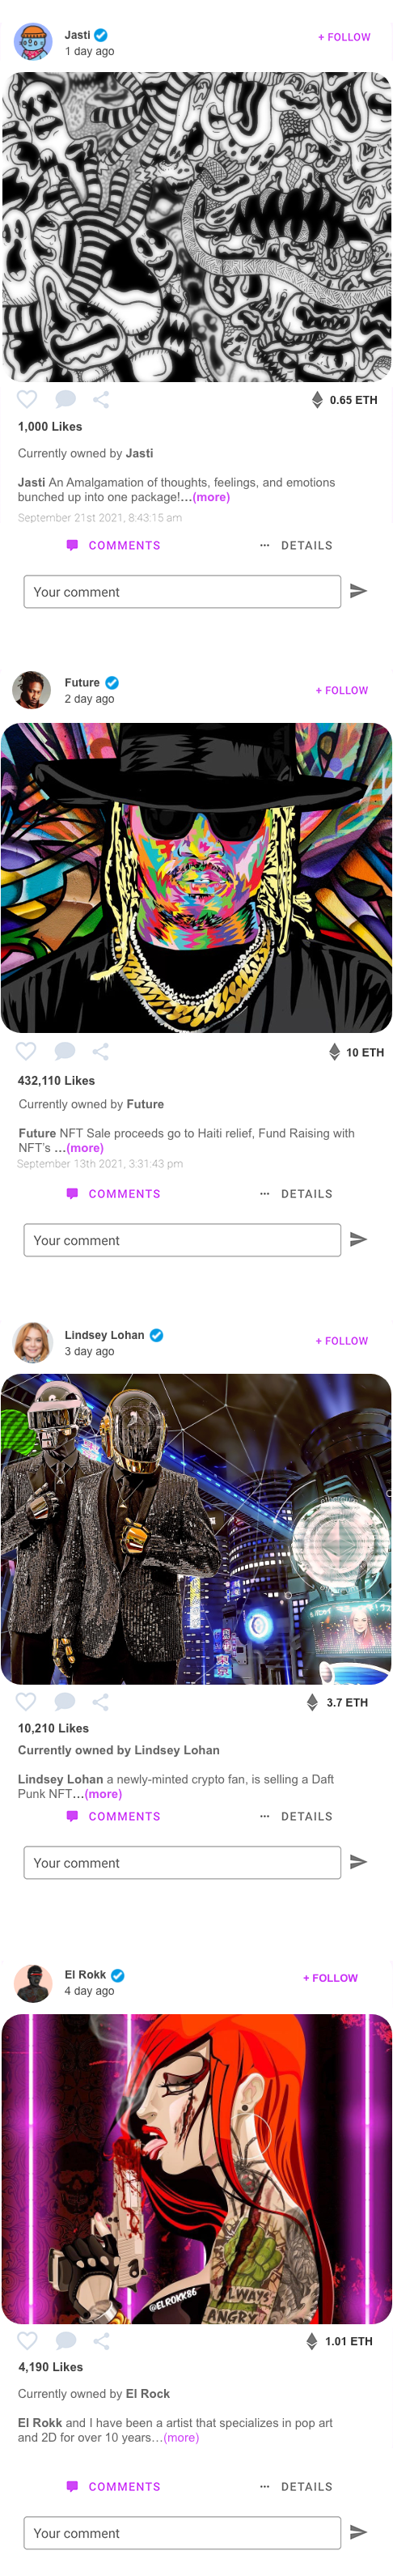 Jasti
+ FOLLOW
1 day ago
0.65 ETH
1,000 Likes
Currently owned by Jasti
Jasti An Amalgamation of thoughts, feelings, and emotions
bunched up into one package!...(more)
September 21st 2021, 8:43:15 am
COMMENTS
... DETAILS
Your comment
Future
+ FOLLOW
2 day ago
10 ETH
432,110 Likes
Currently owned by Future
Future NFT Sale proceeds go to Haiti relief, Fund Raising with
NFT's ...(more)
September 13th 2021, 3:31:43 pm
COMMENTS
... DETAILS
Your comment
Lindsey Lohan
+ FOLLOW
3 day ago
3.7 ETH
10,210 Likes
Currently owned by Lindsey Lohan
Lindsey Lohan a newly-minted crypto fan, is selling a Daft
Punk NFT...(more)
COMMENTS
... DETAILS
Your comment
El Rokk
+ FOLLOW
4 day ago
ALWAYS
ANGRY
@ELROKK86
1.01 ETH
4,190 Likes
Currently owned by El Rock
El Rokk and I have been a artist that specializes in pop art
and 2D for over 10 years...(more)
COMMENTS
... DETAILS
Your comment